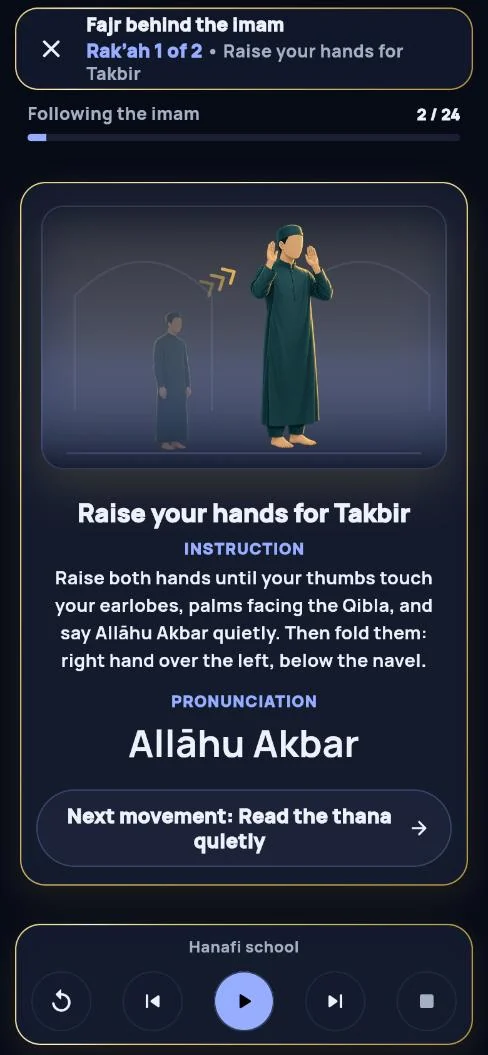 Fajr behind the imam
Rak’ah 1 of 2 • Raise your hands for
Takbir
Following the imam
2 / 24
Raise your hands for Takbir
INSTRUCTION
Raise both hands until your thumbs touch
your earlobes, palms facing the Qibla, and
say Allāhu Akbar quietly. Then fold them:
right hand over the left, below the navel.
PRONUNCIATION
Allāhu Akbar
Next movement: Read the thana
quietly
Hanafi school